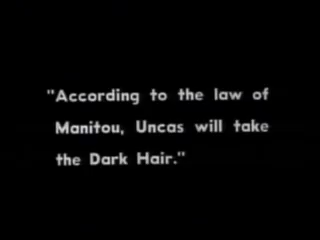 "According to the law of
Manitou, Uncas will take
the Dark Hair."